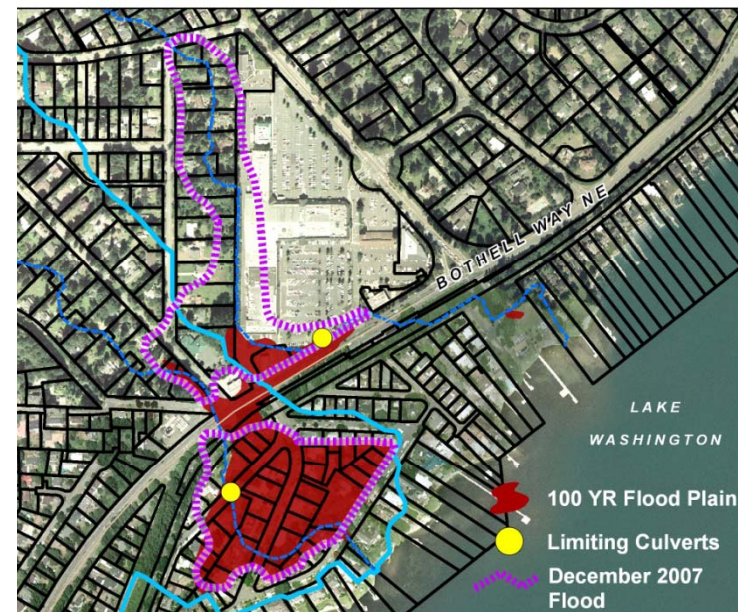 BOTHELL WAY NE
LAKE
WASHINGTON
100 YR Flood Plain
Limiting Culverts
December 2007
Flood